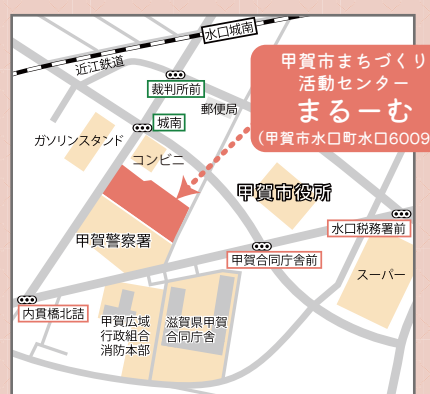 水口城南
近江鉄道
裁判所前
郵便局
甲賀市まちづくり
活動センター
まるーむ
(甲賀市水口町水口6009
城南
ガソリンスタンド
コンビニ
甲賀市役所
水口税務署前
甲賀警察署
甲賀合同庁舎前
スーパー
内貫橋北詰
甲賀広域
行政組合
消防本部
滋賀県甲賀
合同庁舎